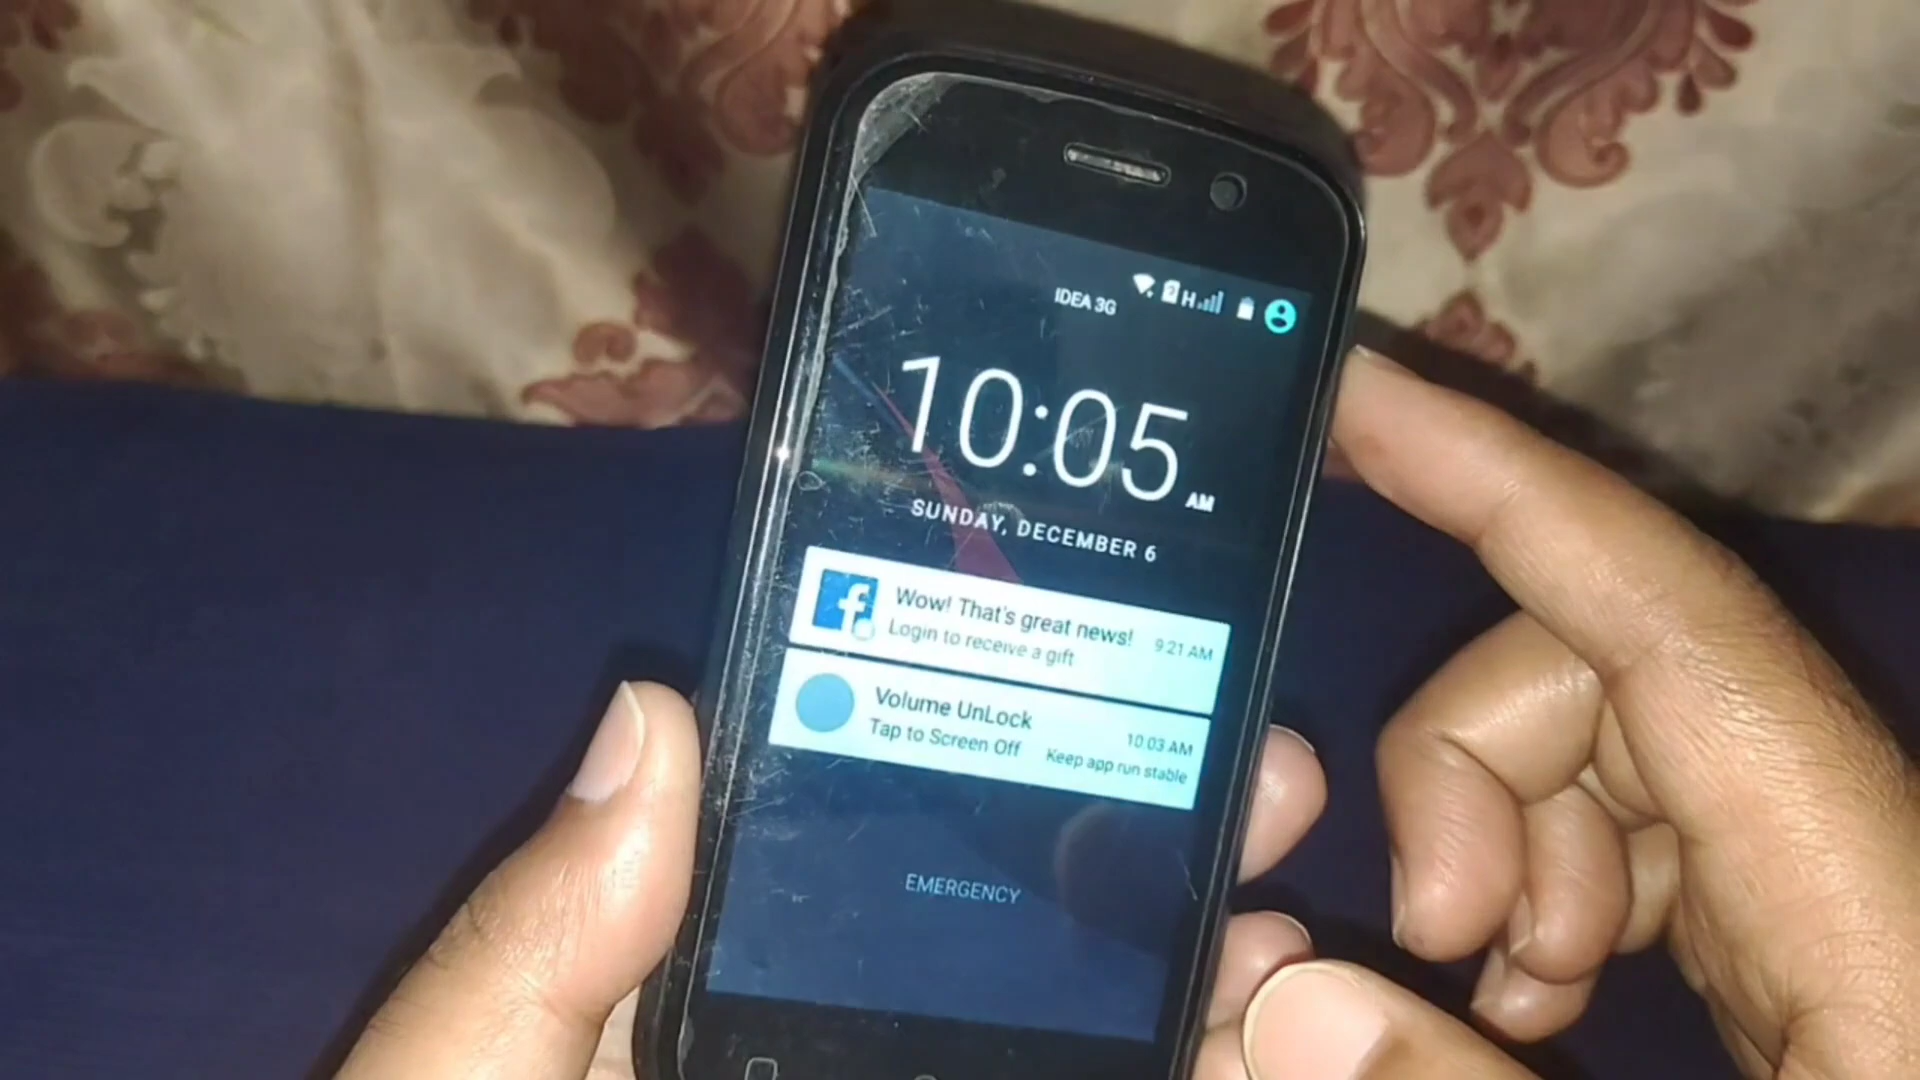 IDEA 3G
H
10:05 AM
SUNDAY, DECEMBER 6
Wow! That's great news!
Login to receive a gift
9:21 AM
Volume UnLock
Tap to Screen Off
10:03 AM
Keep app run stable
EMERGENCY